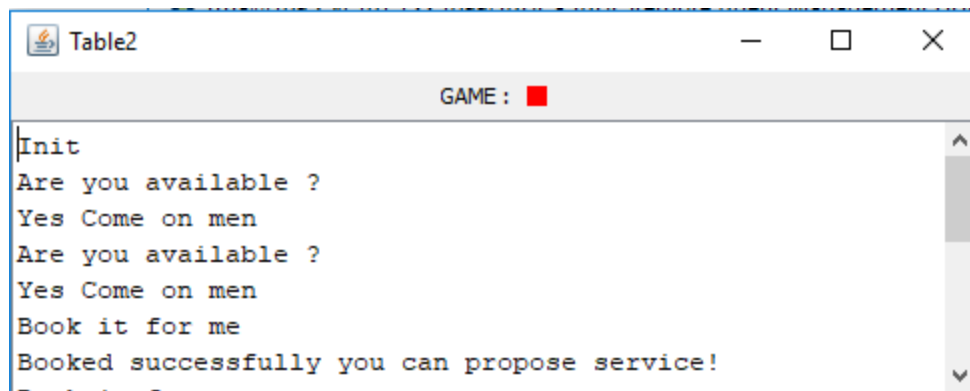 Table2
GAME :
Init
Are you available ?
Yes Come on men
Are you available ?
Yes Come on men
Book it for me
Booked successfully you can propose service!